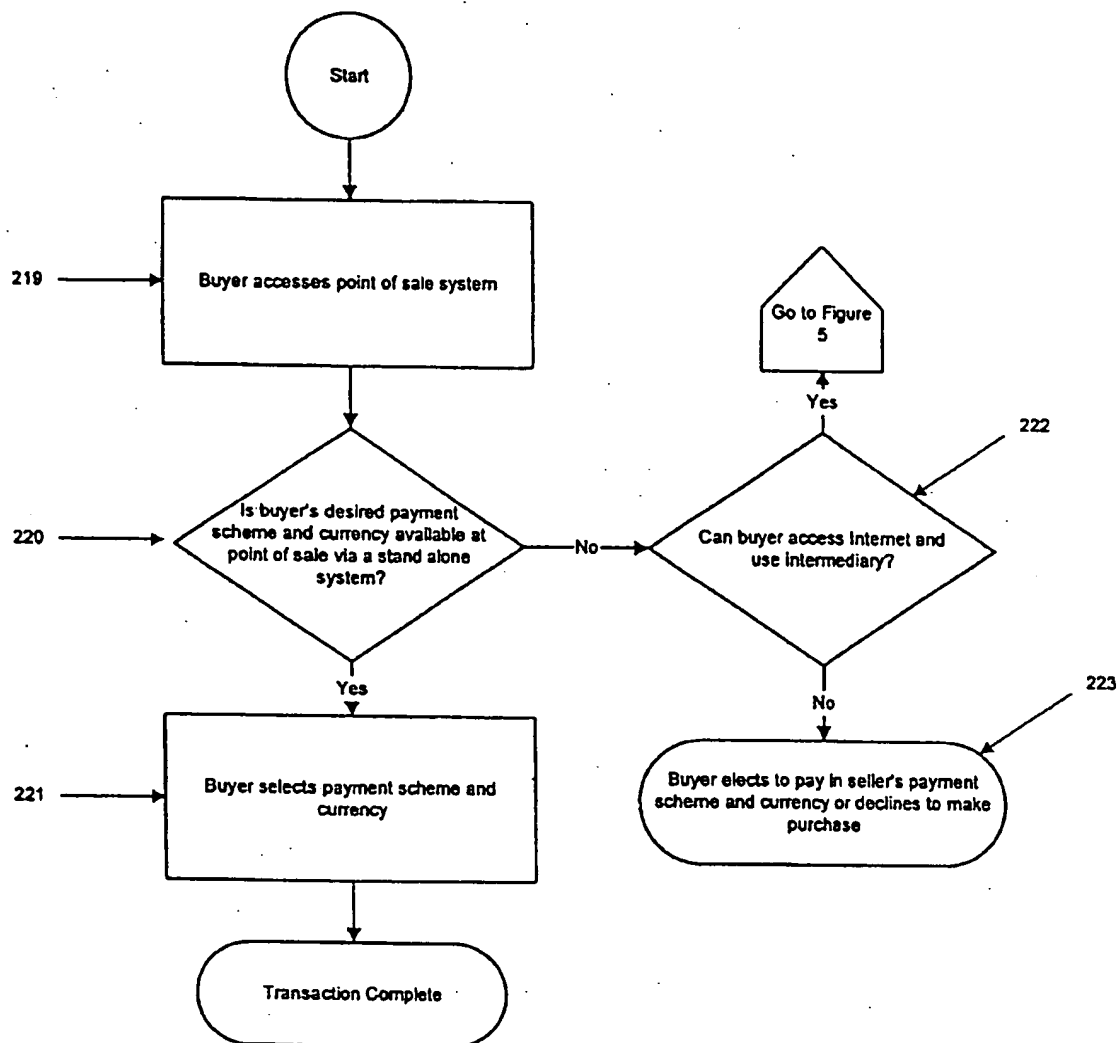 Start
219
Buyer accesses point of sale system
Go to Figure
5
Yes
222
220
Is buyer's desired payment
scheme and currency available at
point of sale via a stand alone
system?
No
Can buyer access Internet and
use intermediary?
Yes
No
223
221
Buyer selects payment scheme and
currency
Buyer elects to pay in seller's payment
scheme and currency or declines to make
purchase
Transaction Complete